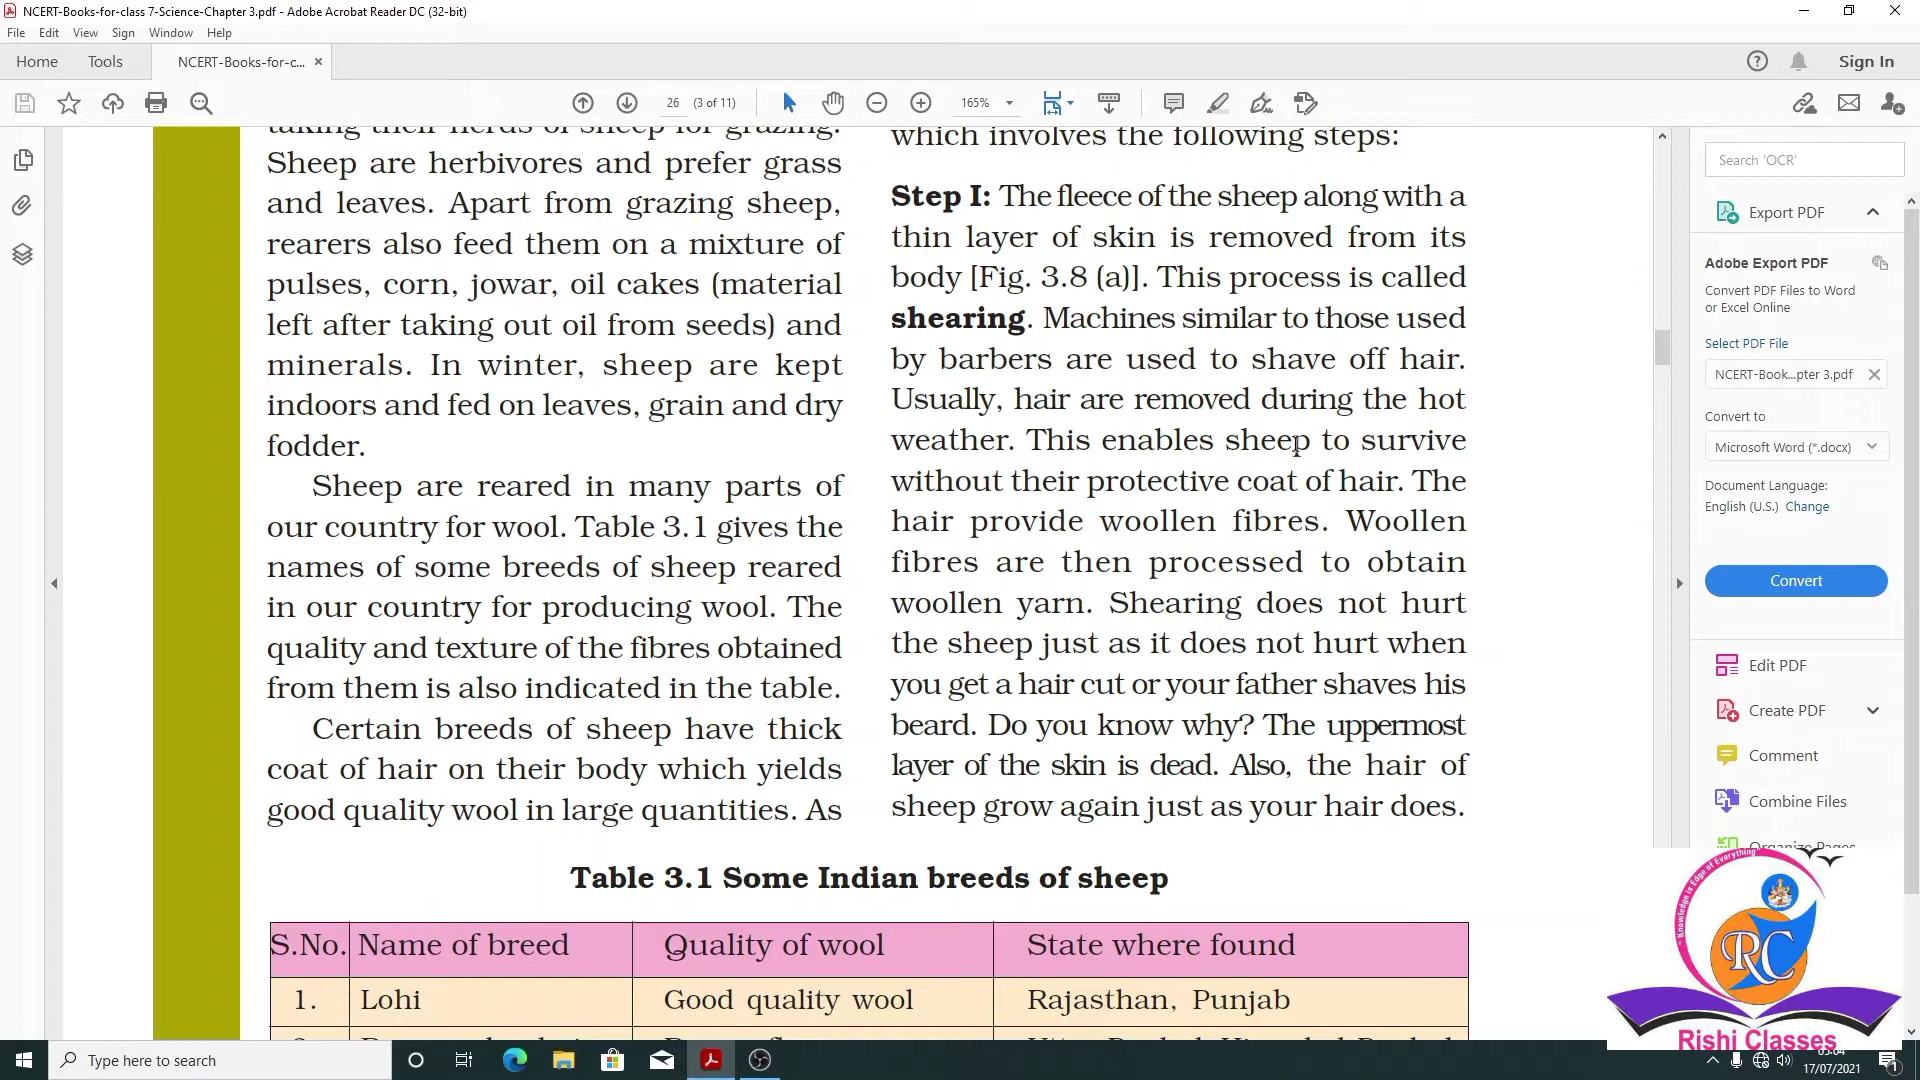 NCERT-Books-for-class 7-Science-Chapter 3.pdf - Adobe Acrobat Reader DC (32-bit)
File Edit View Sign Window Help
Home Tools NCERT-Books-for-c... × Sign In
26 (3 of 11) 165%
taking their herds of sheep for grazing.
Sheep are herbivores and prefer grass
and leaves. Apart from grazing sheep,
rearers also feed them on a mixture of
pulses, corn, jowar, oil cakes (material
left after taking out oil from seeds) and
minerals. In winter, sheep are kept
indoors and fed on leaves, grain and dry
fodder.
Sheep are reared in many parts of
our country for wool. Table 3.1 gives the
names of some breeds of sheep reared
in our country for producing wool. The
quality and texture of the fibres obtained
from them is also indicated in the table.
Certain breeds of sheep have thick
coat of hair on their body which yields
good quality wool in large quantities. As
which involves the following steps:
Step I: The fleece of the sheep along with a
thin layer of skin is removed from its
body [Fig. 3.8 (a)]. This process is called
shearing. Machines similar to those used
by barbers are used to shave off hair.
Usually, hair are removed during the hot
weather. This enables sheep to survive
without their protective coat of hair. The
hair provide woollen fibres. Woollen
fibres are then processed to obtain
woollen yarn. Shearing does not hurt
the sheep just as it does not hurt when
you get a hair cut or your father shaves his
beard. Do you know why? The uppermost
layer of the skin is dead. Also, the hair of
sheep grow again just as your hair does.
Table 3.1 Some Indian breeds of sheep
S.No. Name of breed Quality of wool State where found
1. Lohi Good quality wool Rajasthan, Punjab
Search 'OCR'
Export PDF
Adobe Export PDF
Convert PDF Files to Word
or Excel Online
Select PDF File
NCERT-Book...pter 3.pdf
Convert to
Microsoft Word (*.docx)
Document Language:
English (U.S.) Change
Convert
Edit PDF
Create PDF
Comment
Combine Files
Organize Pages
"Knowledge is Edge of Everything"
RC
Rishi Classes
Type here to search
17/07/2021